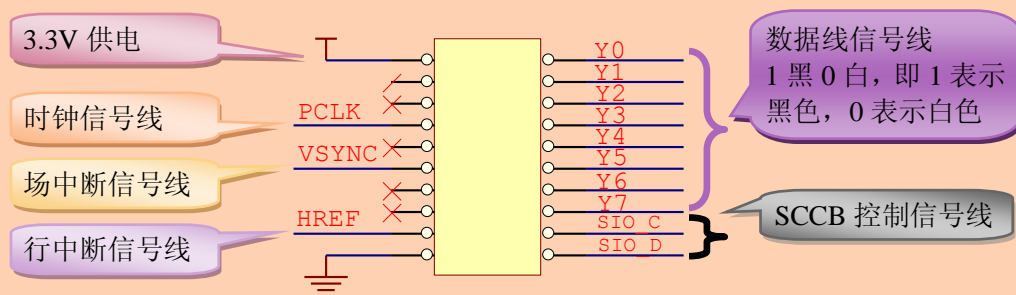 3.3V 供电
时钟信号线
场中断信号线
行中断信号线
PCLK
VSYNC
HREF
Y0
Y1
Y2
Y3
Y4
Y5
Y6
Y7
SIO_C
SIO_D
数据线信号线
1 黑 0 白，即 1 表示
黑色，0 表示白色
SCCB 控制信号线